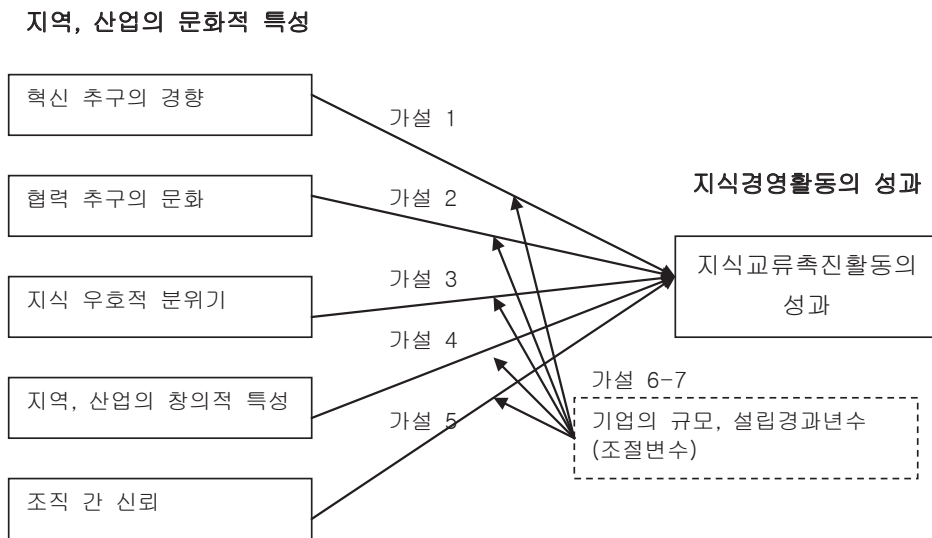 지역, 산업의 문화적 특성
혁신 추구의 경향
가설 1
협력 추구의 문화
가설 2
지식경영활동의 성과
지식 우호적 분위기
가설 3
지식교류촉진활동의
성과
가설 4
지역, 산업의 창의적 특성
가설 5
가설 6-7
기업의 규모, 설립경과년수
(조절변수)
조직 간 신뢰